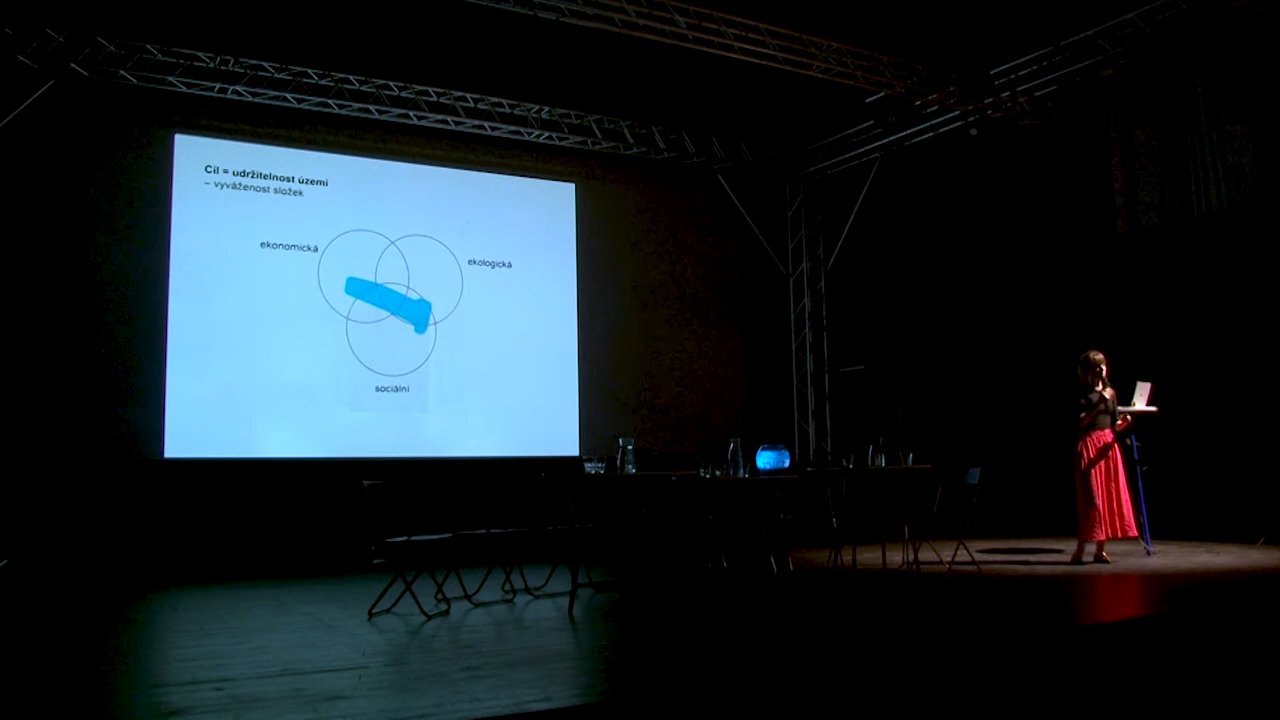 Cíl = udržitelnost území
– vyváženost složek
ekonomická
ekologická
sociální